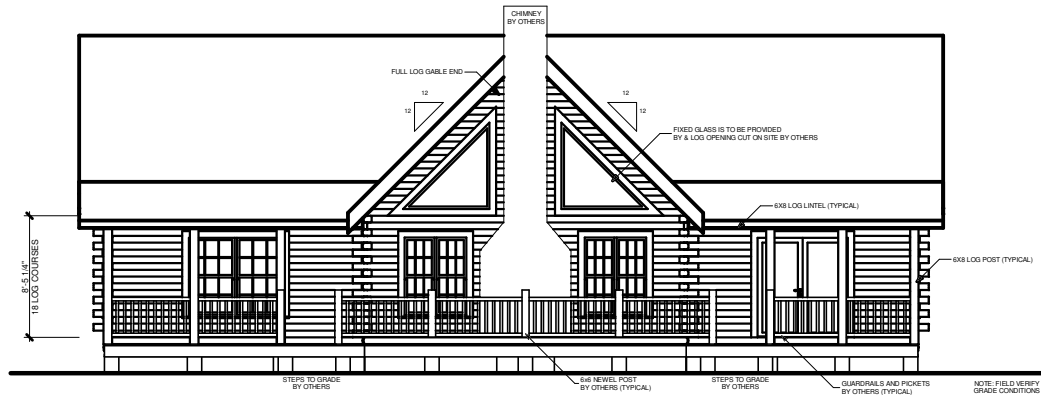 CHIMNEY
BY OTHERS
FULL LOG GABLE END
12
12
12
12
FIXED GLASS IS TO BE PROVIDED
BY & LOG OPENING CUT ON SITE BY OTHERS
6X8 LOG LINTEL (TYPICAL)
8'-5 1/4"
18 LOG COURSES
6X8 LOG POST (TYPICAL)
STEPS TO GRADE
BY OTHERS
6x6 NEWEL POST
BY OTHERS (TYPICAL)
STEPS TO GRADE
BY OTHERS
GUARDRAILS AND PICKETS
BY OTHERS (TYPICAL)
NOTE: FIELD VERIFY
GRADE CONDITIONS